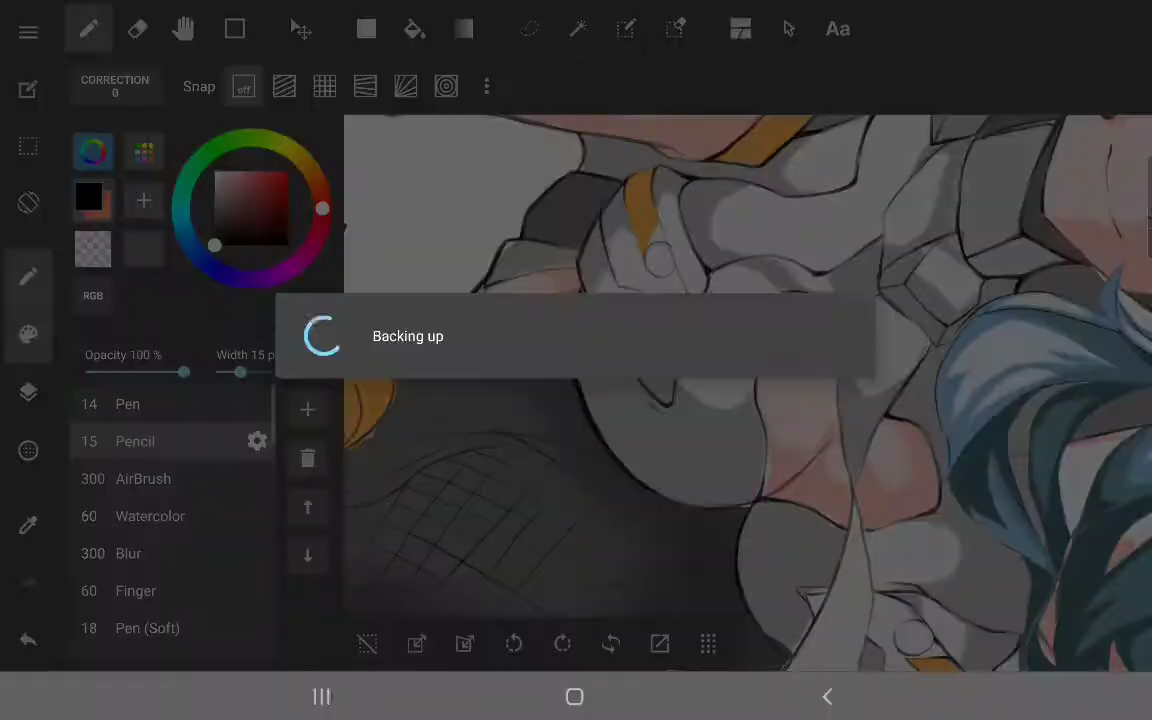 Aa
CORRECTION
0
Snap
off
RGB
Opacity 100 %
Width 15 p
Backing up
14 Pen
15 Pencil
300 AirBrush
60 Watercolor
300 Blur
60 Finger
18 Pen (Soft)